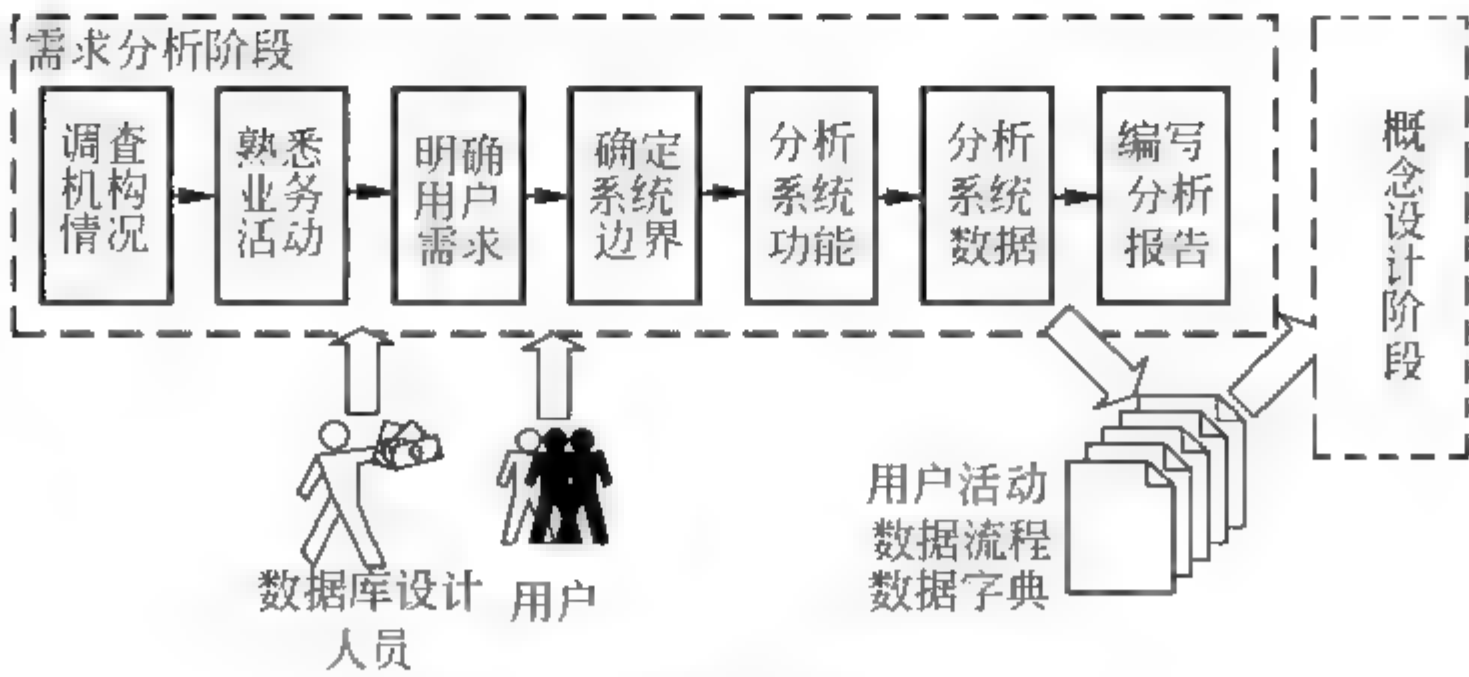 需求分析阶段
调查
机构
情况
熟悉
业务
活动
明确
用户
需求
确定
系统
边界
分析
系统
功能
分析
系统
数据
编写
分析
报告
概念设计阶段
数据库设计
人员
用户
用户活动
数据流程
数据字典